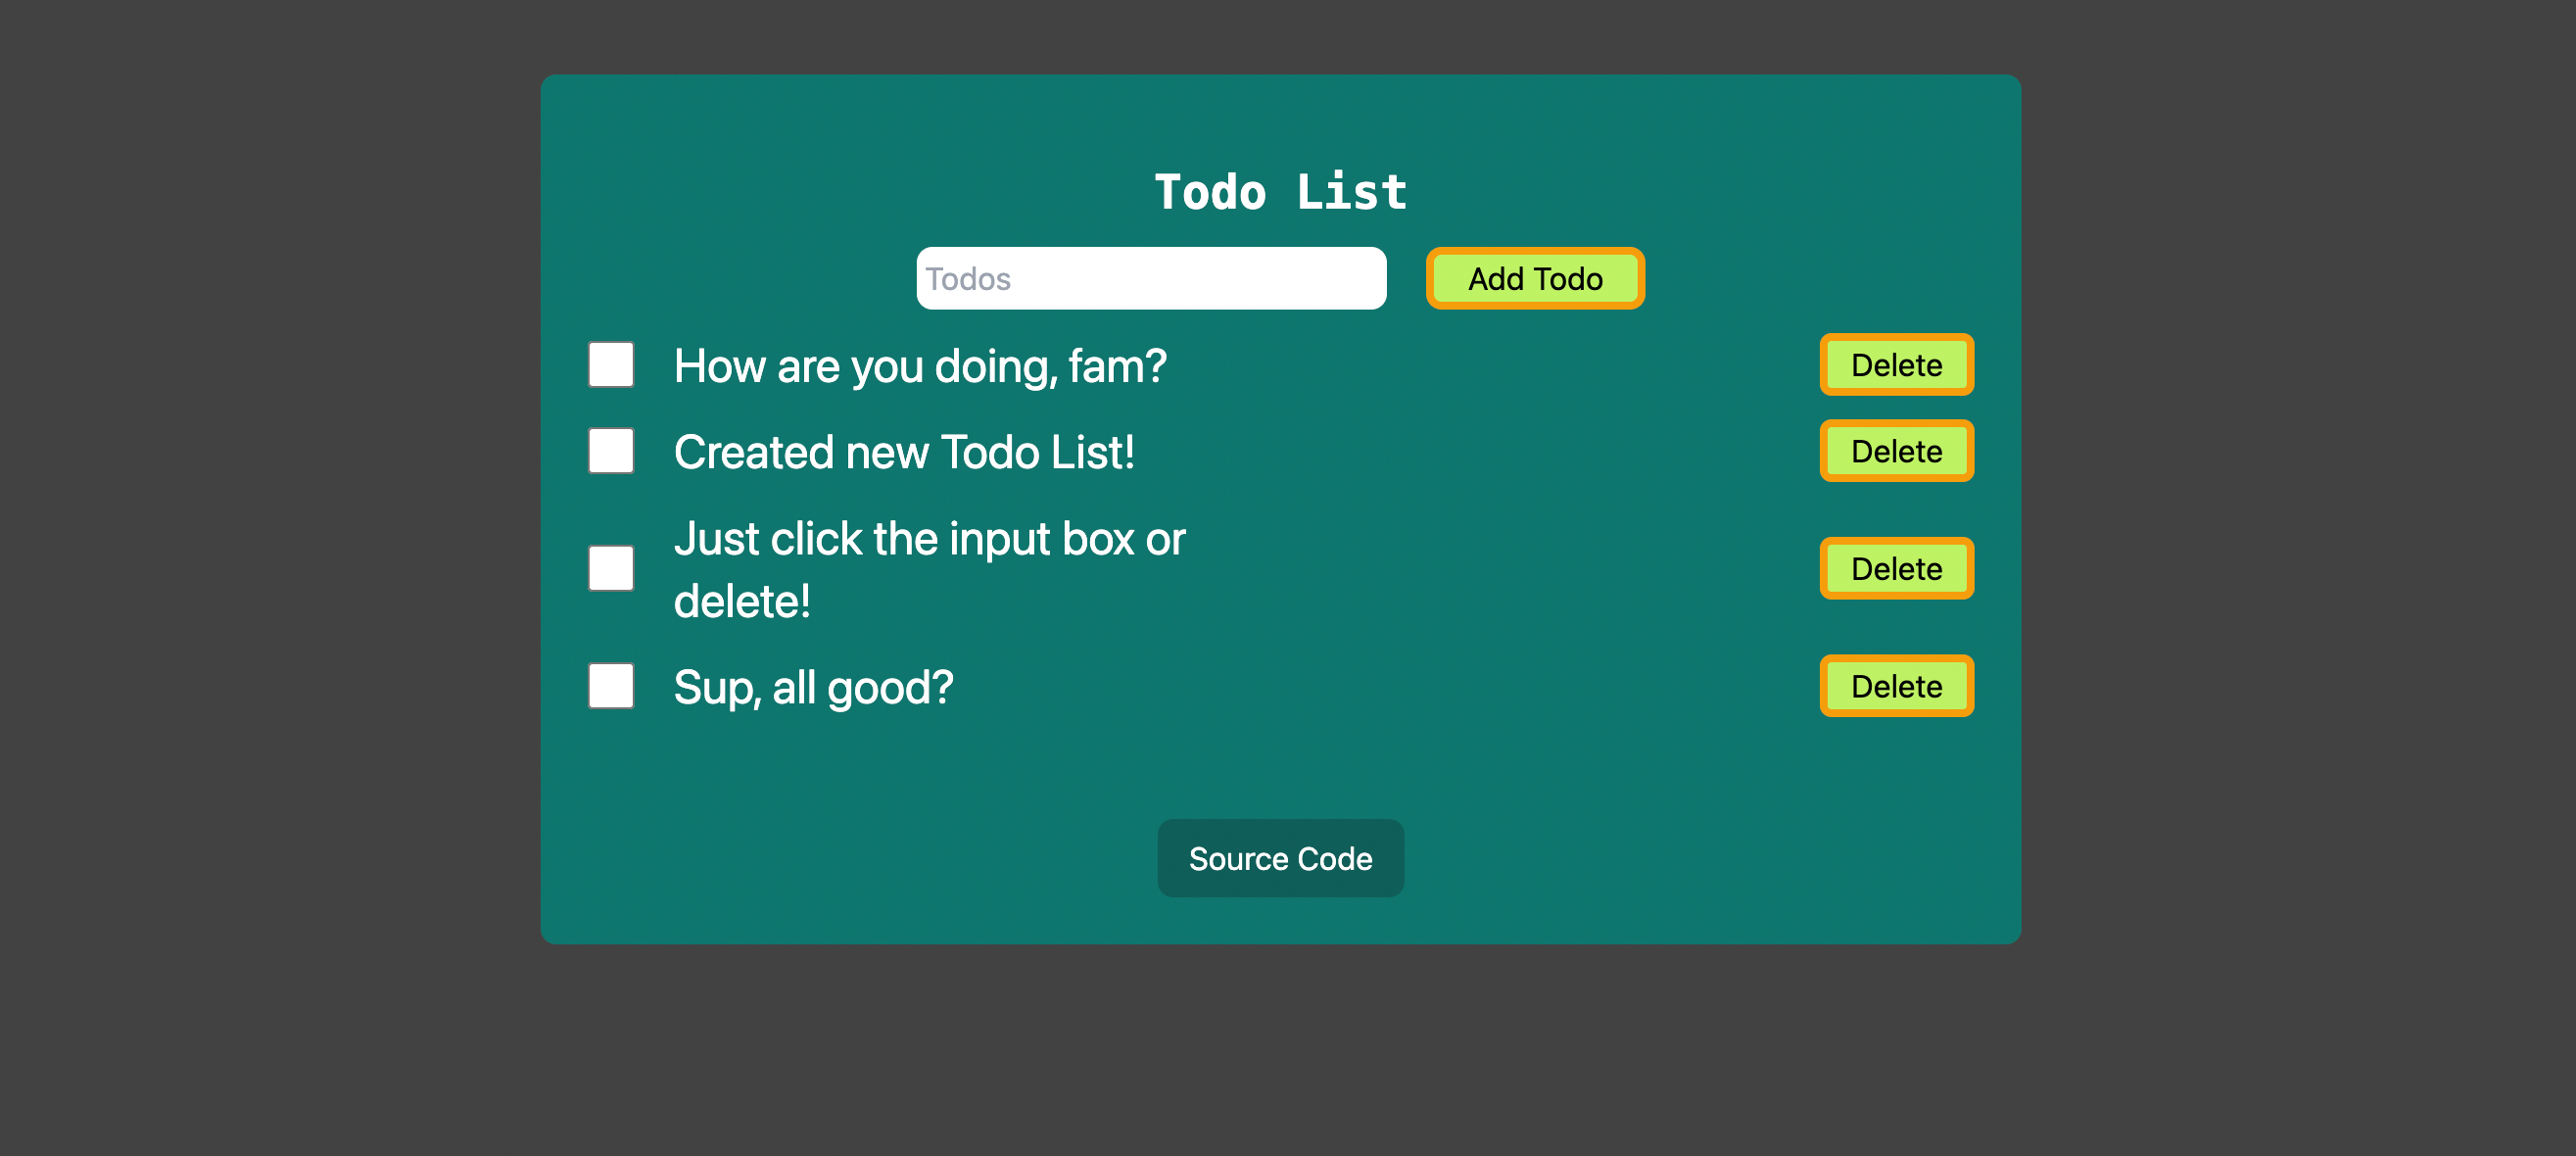 Todo List
Todos
Add Todo
How are you doing, fam?
Delete
Created new Todo List!
Delete
Just click the input box or
delete!
Delete
Sup, all good?
Delete
Source Code